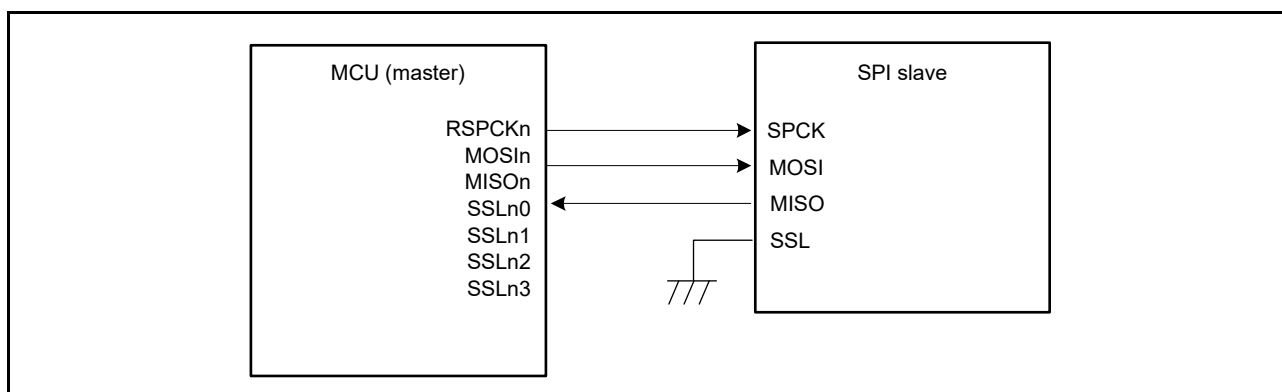 MCU (master)
RSPCKn
MOSIn
MISOn
SSLn0
SSLn1
SSLn2
SSLn3
SPI slave
SPCK
MOSI
MISO
SSL